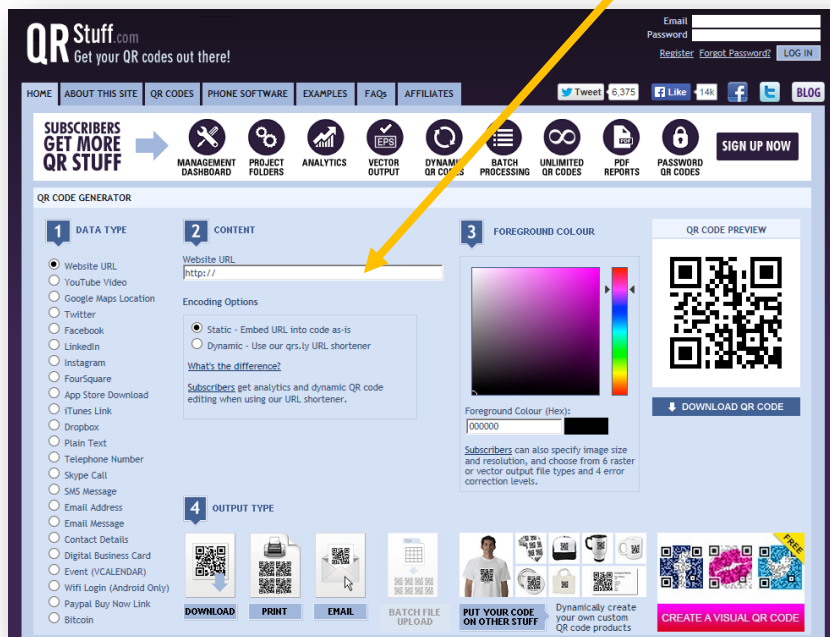 QR Stuff.com
Get your QR codes out there!
Email
Password
Register Forgot Password? LOG IN
HOME ABOUT THIS SITE QR CODES PHONE SOFTWARE EXAMPLES FAQs AFFILIATES
Tweet 6,375 Like 14k BLOG
SUBSCRIBERS
GET MORE
QR STUFF
MANAGEMENT
DASHBOARD
PROJECT
FOLDERS
ANALYTICS
EPS
VECTOR
OUTPUT
DYNAMIC
QR CODES
BATCH
PROCESSING
UNLIMITED
QR CODES
PDF
PDF
REPORTS
PASSWORD
QR CODES
SIGN UP NOW
QR CODE GENERATOR
1 DATA TYPE
Website URL
YouTube Video
Google Maps Location
Twitter
Facebook
LinkedIn
Instagram
FourSquare
App Store Download
iTunes Link
Dropbox
Plain Text
Telephone Number
Skype Call
SMS Message
Email Address
Email Message
Contact Details
Digital Business Card
Event (VCALENDAR)
Wifi Login (Android Only)
Paypal Buy Now Link
Bitcoin
2 CONTENT
Website URL
http://
Encoding Options
Static - Embed URL into code as-is
Dynamic - Use our qrs.ly URL shortener
What's the difference?
Subscribers get analytics and dynamic QR code
editing when using our URL shortener.
3 FOREGROUND COLOUR
Foreground Colour (Hex):
000000
Subscribers can also specify image size
and resolution, and choose from 6 raster
or vector output file types and 4 error
correction levels.
QR CODE PREVIEW
DOWNLOAD QR CODE
4 OUTPUT TYPE
DOWNLOAD
PRINT
EMAIL
BATCH FILE
UPLOAD
PUT YOUR CODE
ON OTHER STUFF
Dynamically create
your own custom
QR code products
FREE
CREATE A VISUAL QR CODE